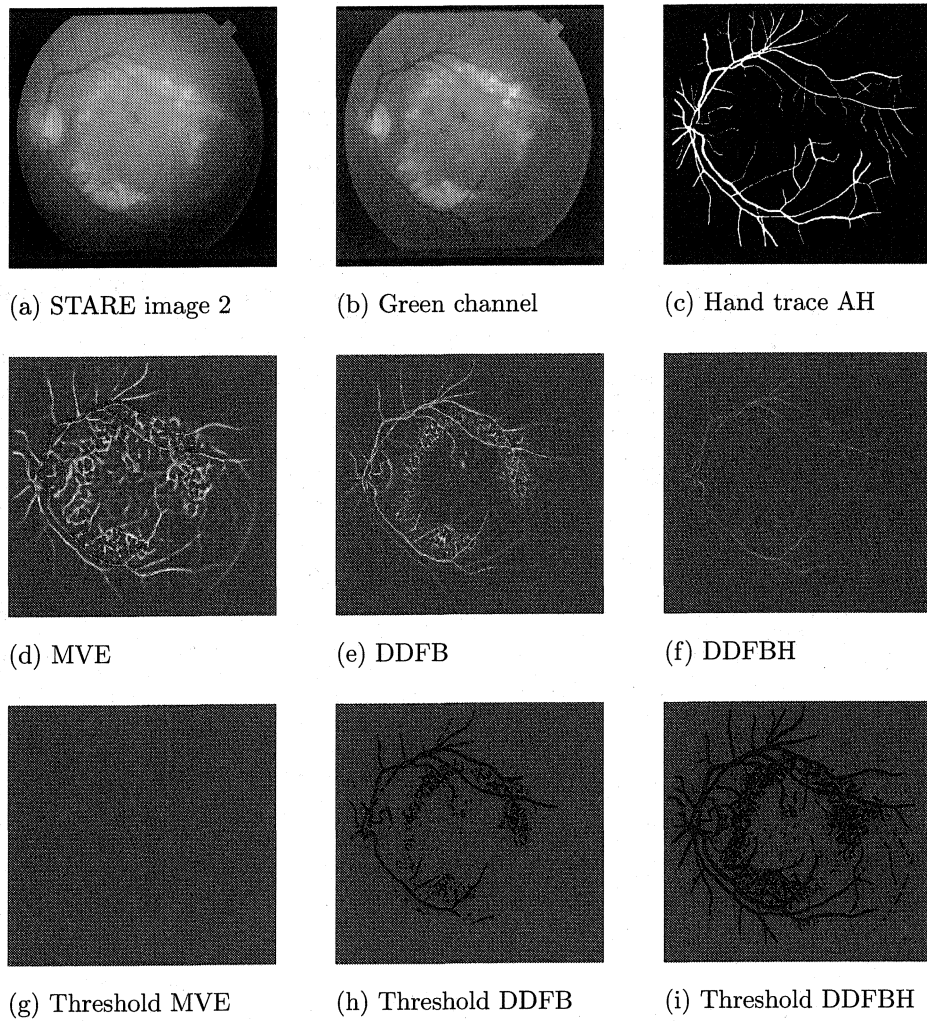 (a) STARE image 2
(b) Green channel
(c) Hand trace AH
(d) MVE
(e) DDFB
(f) DDFBH
(g) Threshold MVE
(h) Threshold DDFB
(i) Threshold DDFBH